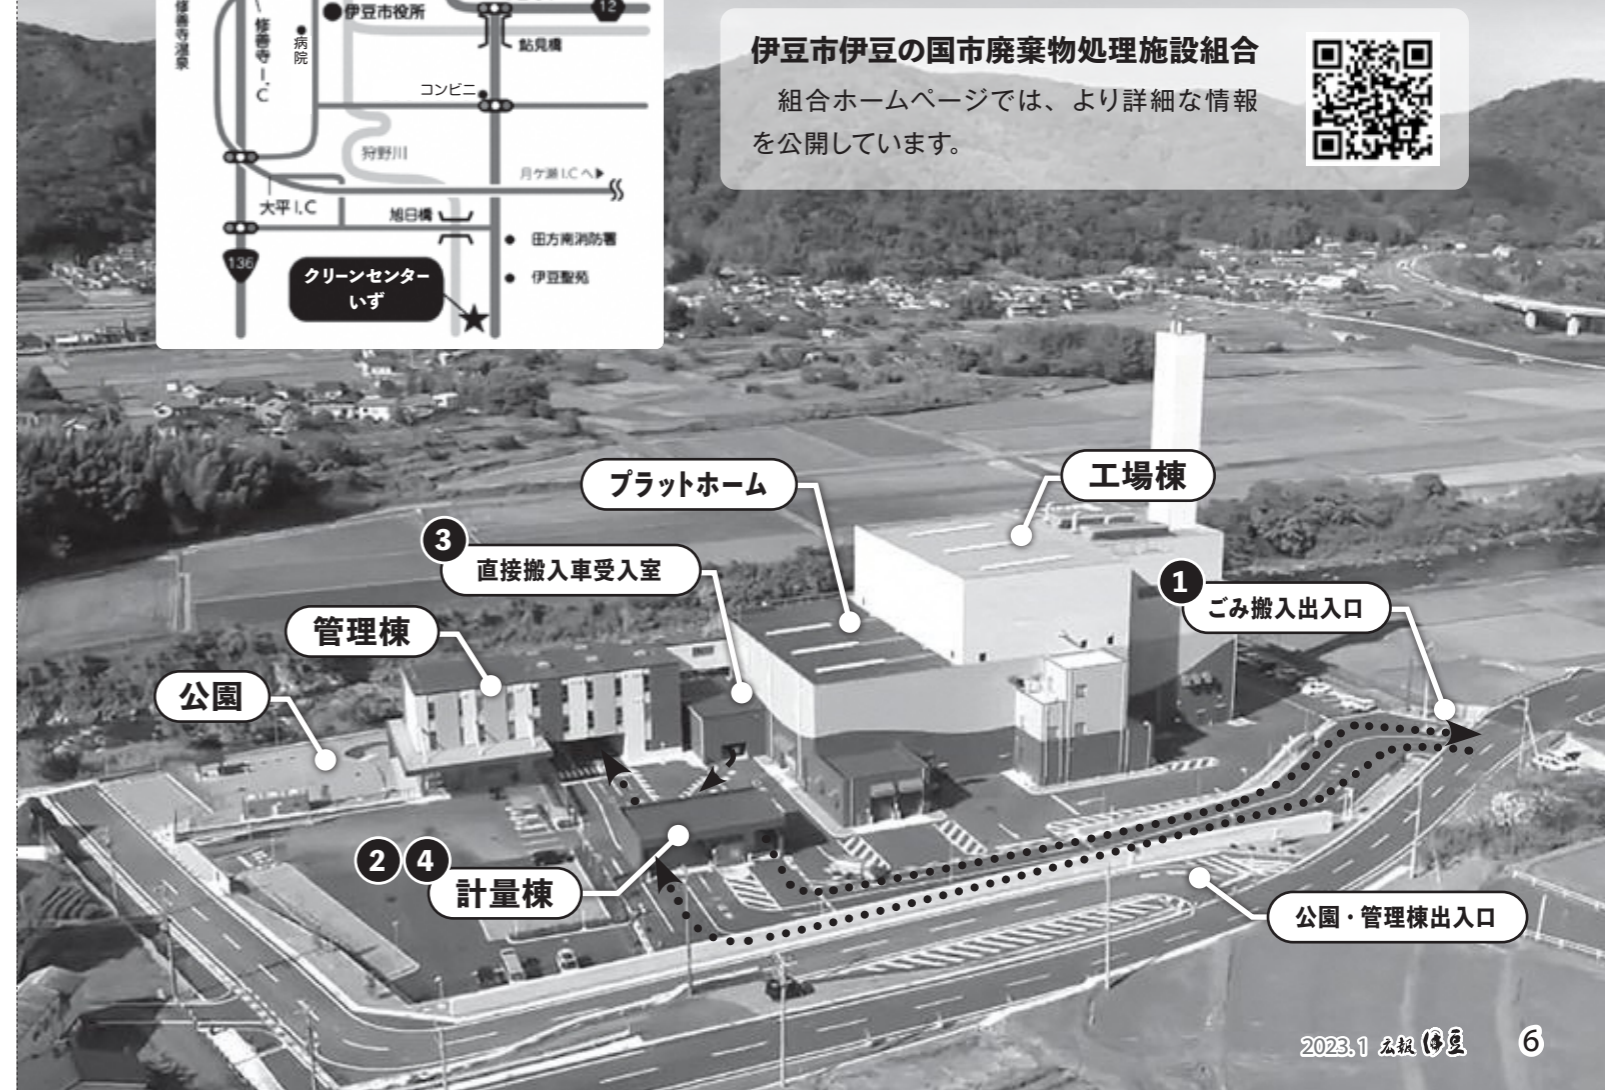 修善寺温泉
修善寺I.C
病院
伊豆市役所
12
鮎見橋
コンビニ
狩野川
月ケ瀬I.Cへ
大平I.C
旭日橋
田方南消防署
136
クリーンセンター
いず
伊豆聖苑
伊豆市伊豆の国市廃棄物処理施設組合
組合ホームページでは、より詳細な情報
を公開しています。
プラットホーム
工場棟
3
直接搬入車受入室
1
ごみ搬入出入口
管理棟
公園
2 4
計量棟
公園・管理棟出入口
2023.1 広報 伊豆 6